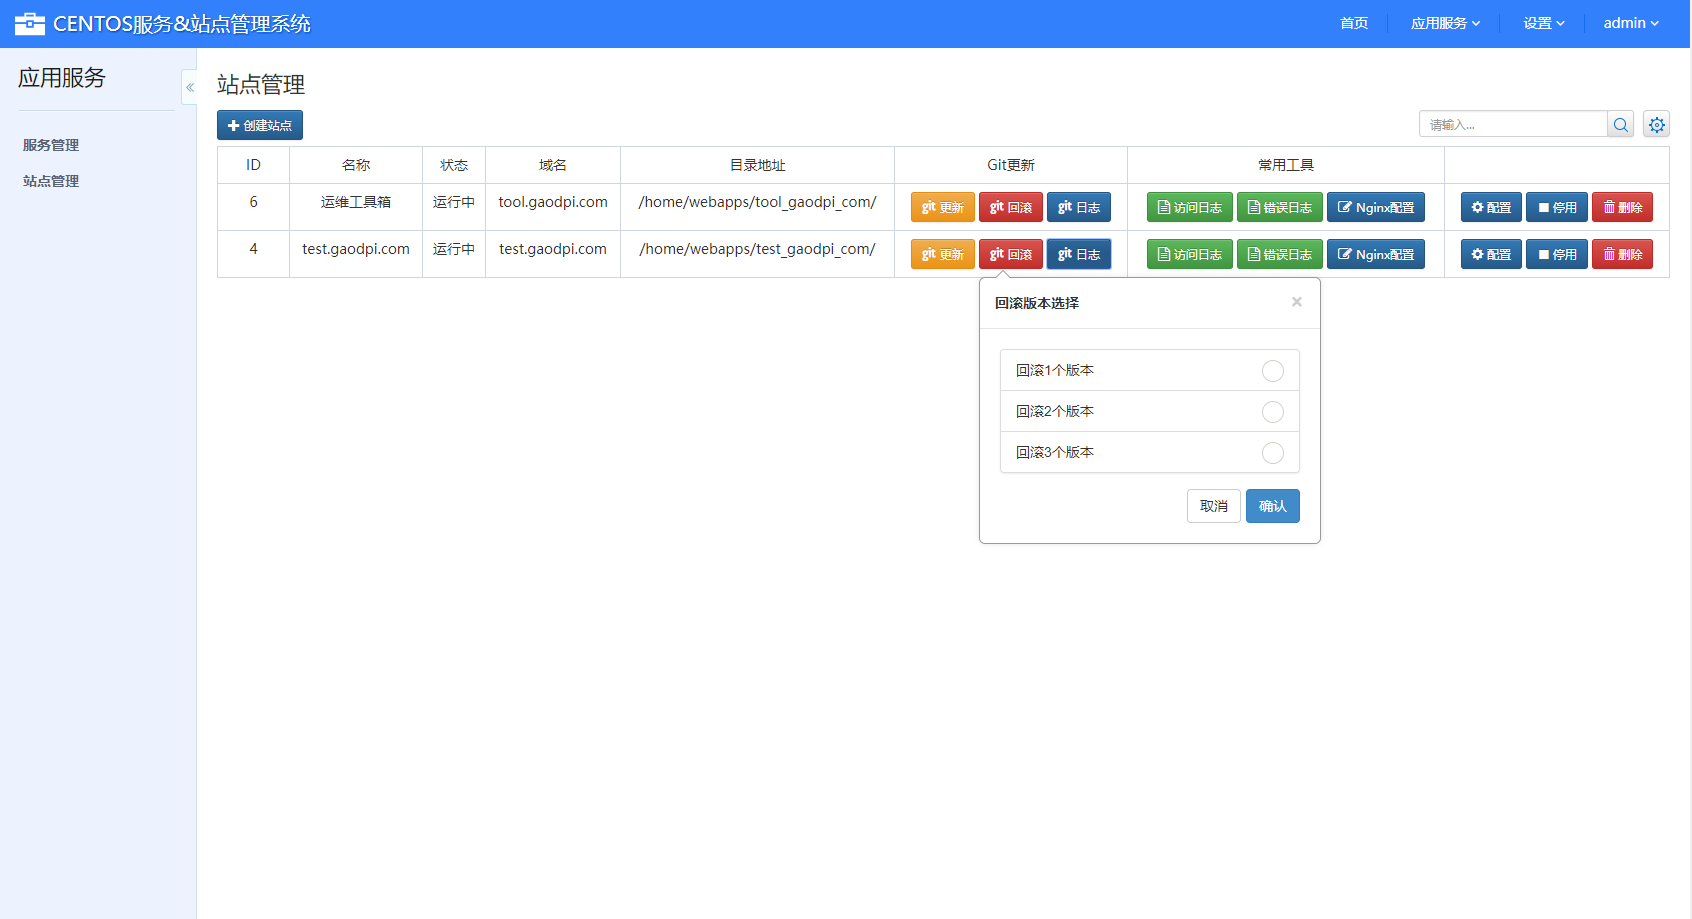 CENTOS服务&站点管理系统
首页 应用服务 设置 admin
应用服务
服务管理
站点管理
站点管理
创建站点
请输入...
ID 名称 状态 域名 目录地址 Git更新 常用工具
6 运维工具箱 运行中 tool.gaodpi.com /home/webapps/tool_gaodpi_com/ git 更新 git 回滚 git 日志 访问日志 错误日志 Nginx配置 配置 停用 删除
4 test.gaodpi.com 运行中 test.gaodpi.com /home/webapps/test_gaodpi_com/ git 更新 git 回滚 git 日志 访问日志 错误日志 Nginx配置 配置 停用 删除
回滚版本选择 ×
回滚1个版本
回滚2个版本
回滚3个版本
取消 确认